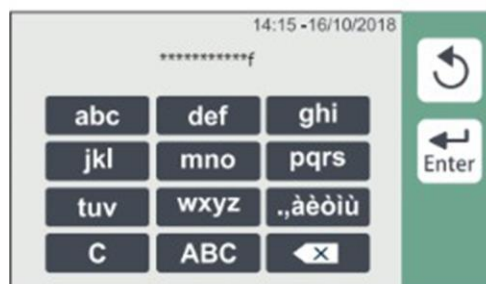 14:15 -16/10/2018
***********f
abc def ghi
jkl mno pqrs
tuv wxyz .,àèòìù
C ABC
Enter